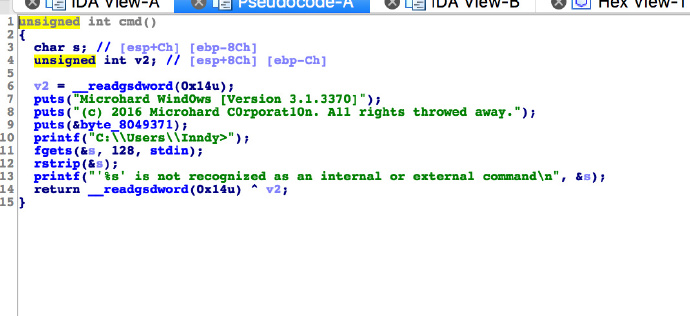 IDA View-A Pseudocode-A IDA View-B Hex View-1
1 unsigned int cmd()
2 {
3 char s; // [esp+Ch] [ebp-8Ch]
4 unsigned int v2; // [esp+8Ch] [ebp-Ch]
5
6 v2 = __readgsdword(0x14u);
7 puts("Microhard Wind0ws [Version 3.1.3370]");
8 puts("(c) 2016 Microhard C0rporatl0n. All rights throwed away.");
9 puts(&byte_8049371);
10 printf("C:\\Users\\Inndy>");
11 fgets(&s, 128, stdin);
12 rstrip(&s);
13 printf("'%s' is not recognized as an internal or external command\n", &s);
14 return __readgsdword(0x14u) ^ v2;
15 }